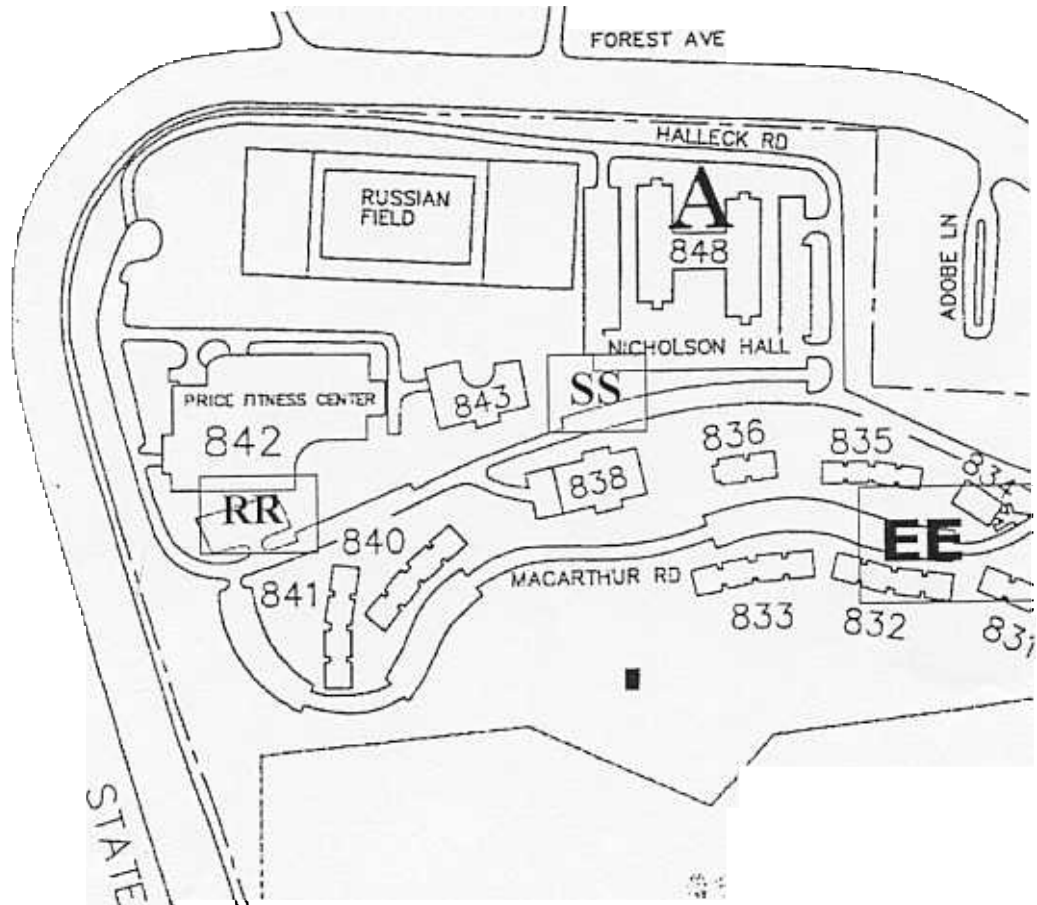 FOREST AVE
HALLECK RD
RUSSIAN
FIELD
A
848
ADOBE LN
NICHOLSON HALL
PRICE FITNESS CENTER
842
843
SS
836
835
834
838
RR
840
EE
841
MACARTHUR RD
833
832
831
STATE